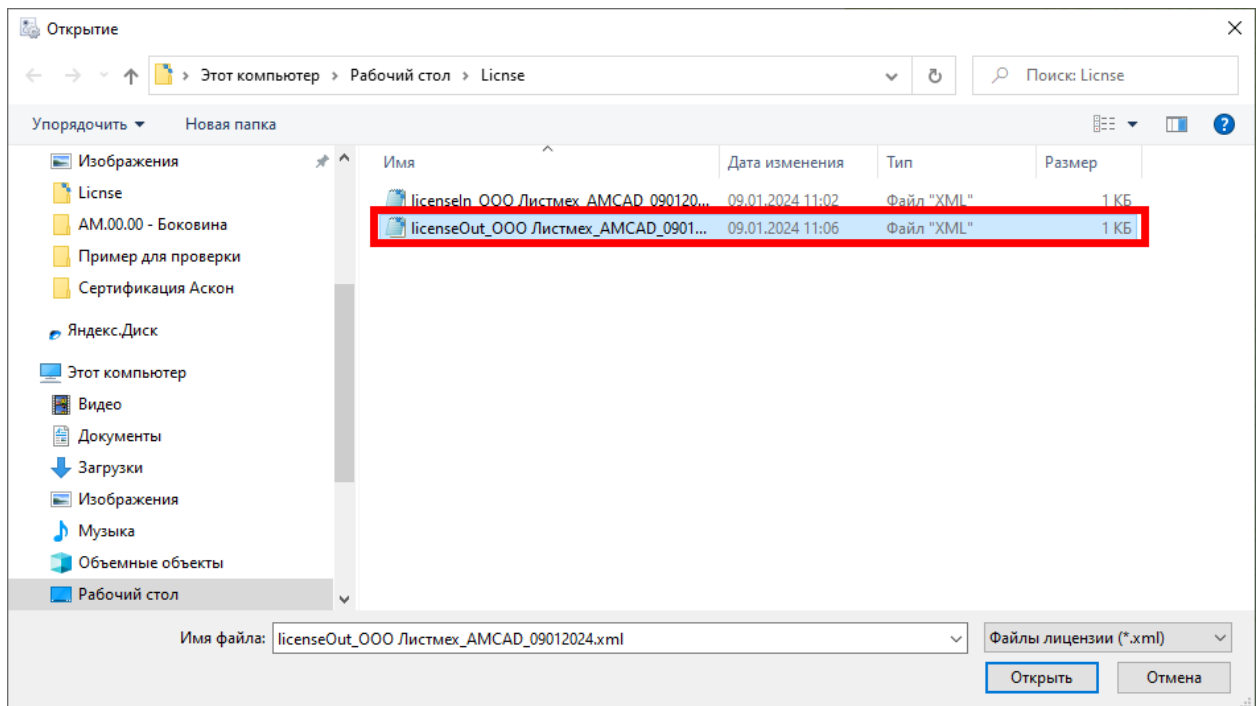 Открытие
Этот компьютер > Рабочий стол > Licnse
Поиск: Licnse
Упорядочить Новая папка
Изображения
Licnse
АМ.00.00 - Боковина
Пример для проверки
Сертификация Аскон
Яндекс.Диск
Этот компьютер
Видео
Документы
Загрузки
Изображения
Музыка
Объемные объекты
Рабочий стол
Имя Дата изменения Тип Размер
licenseIn_ООО Листмех_AMCAD_090120... 09.01.2024 11:02 Файл "XML" 1 КБ
licenseOut_ООО Листмех_AMCAD_0901... 09.01.2024 11:06 Файл "XML" 1 КБ
Имя файла: licenseOut_ООО Листмех_AMCAD_09012024.xml Файлы лицензии (*.xml)
Открыть Отмена